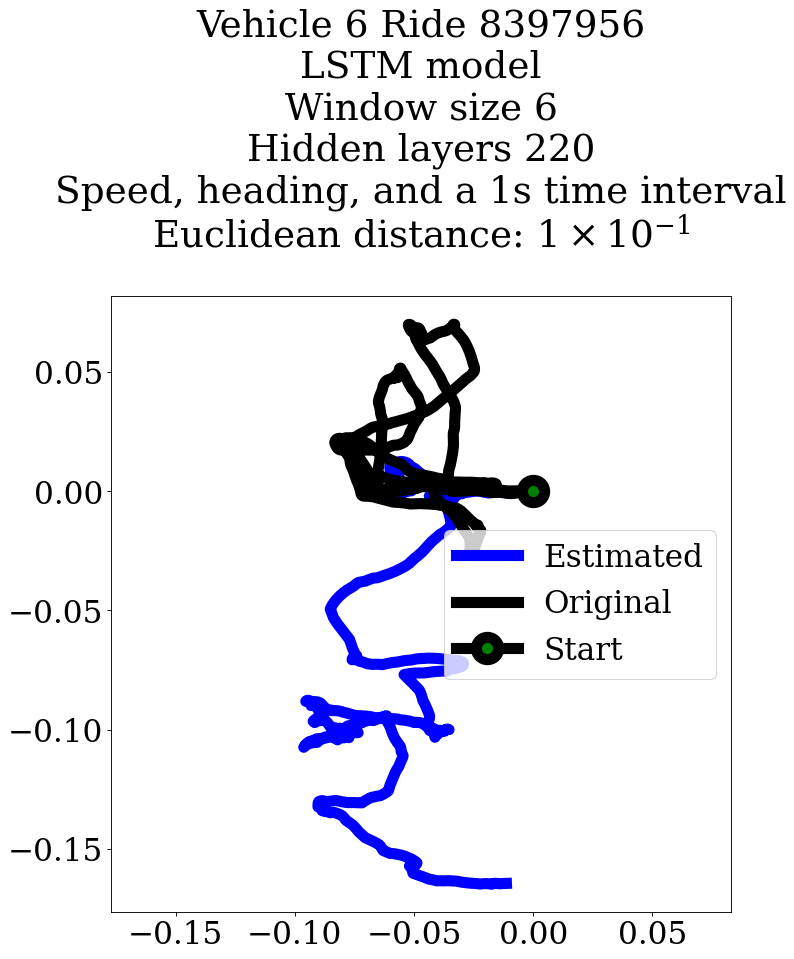 Vehicle 6 Ride 8397956
LSTM model
Window size 6
Hidden layers 220
Speed, heading, and a 1s time interval
Euclidean distance: 1 × 10⁻¹
0.05
0.00
−0.05
−0.10
−0.15
Estimated
Original
Start
−0.15 −0.10 −0.05 0.00 0.05